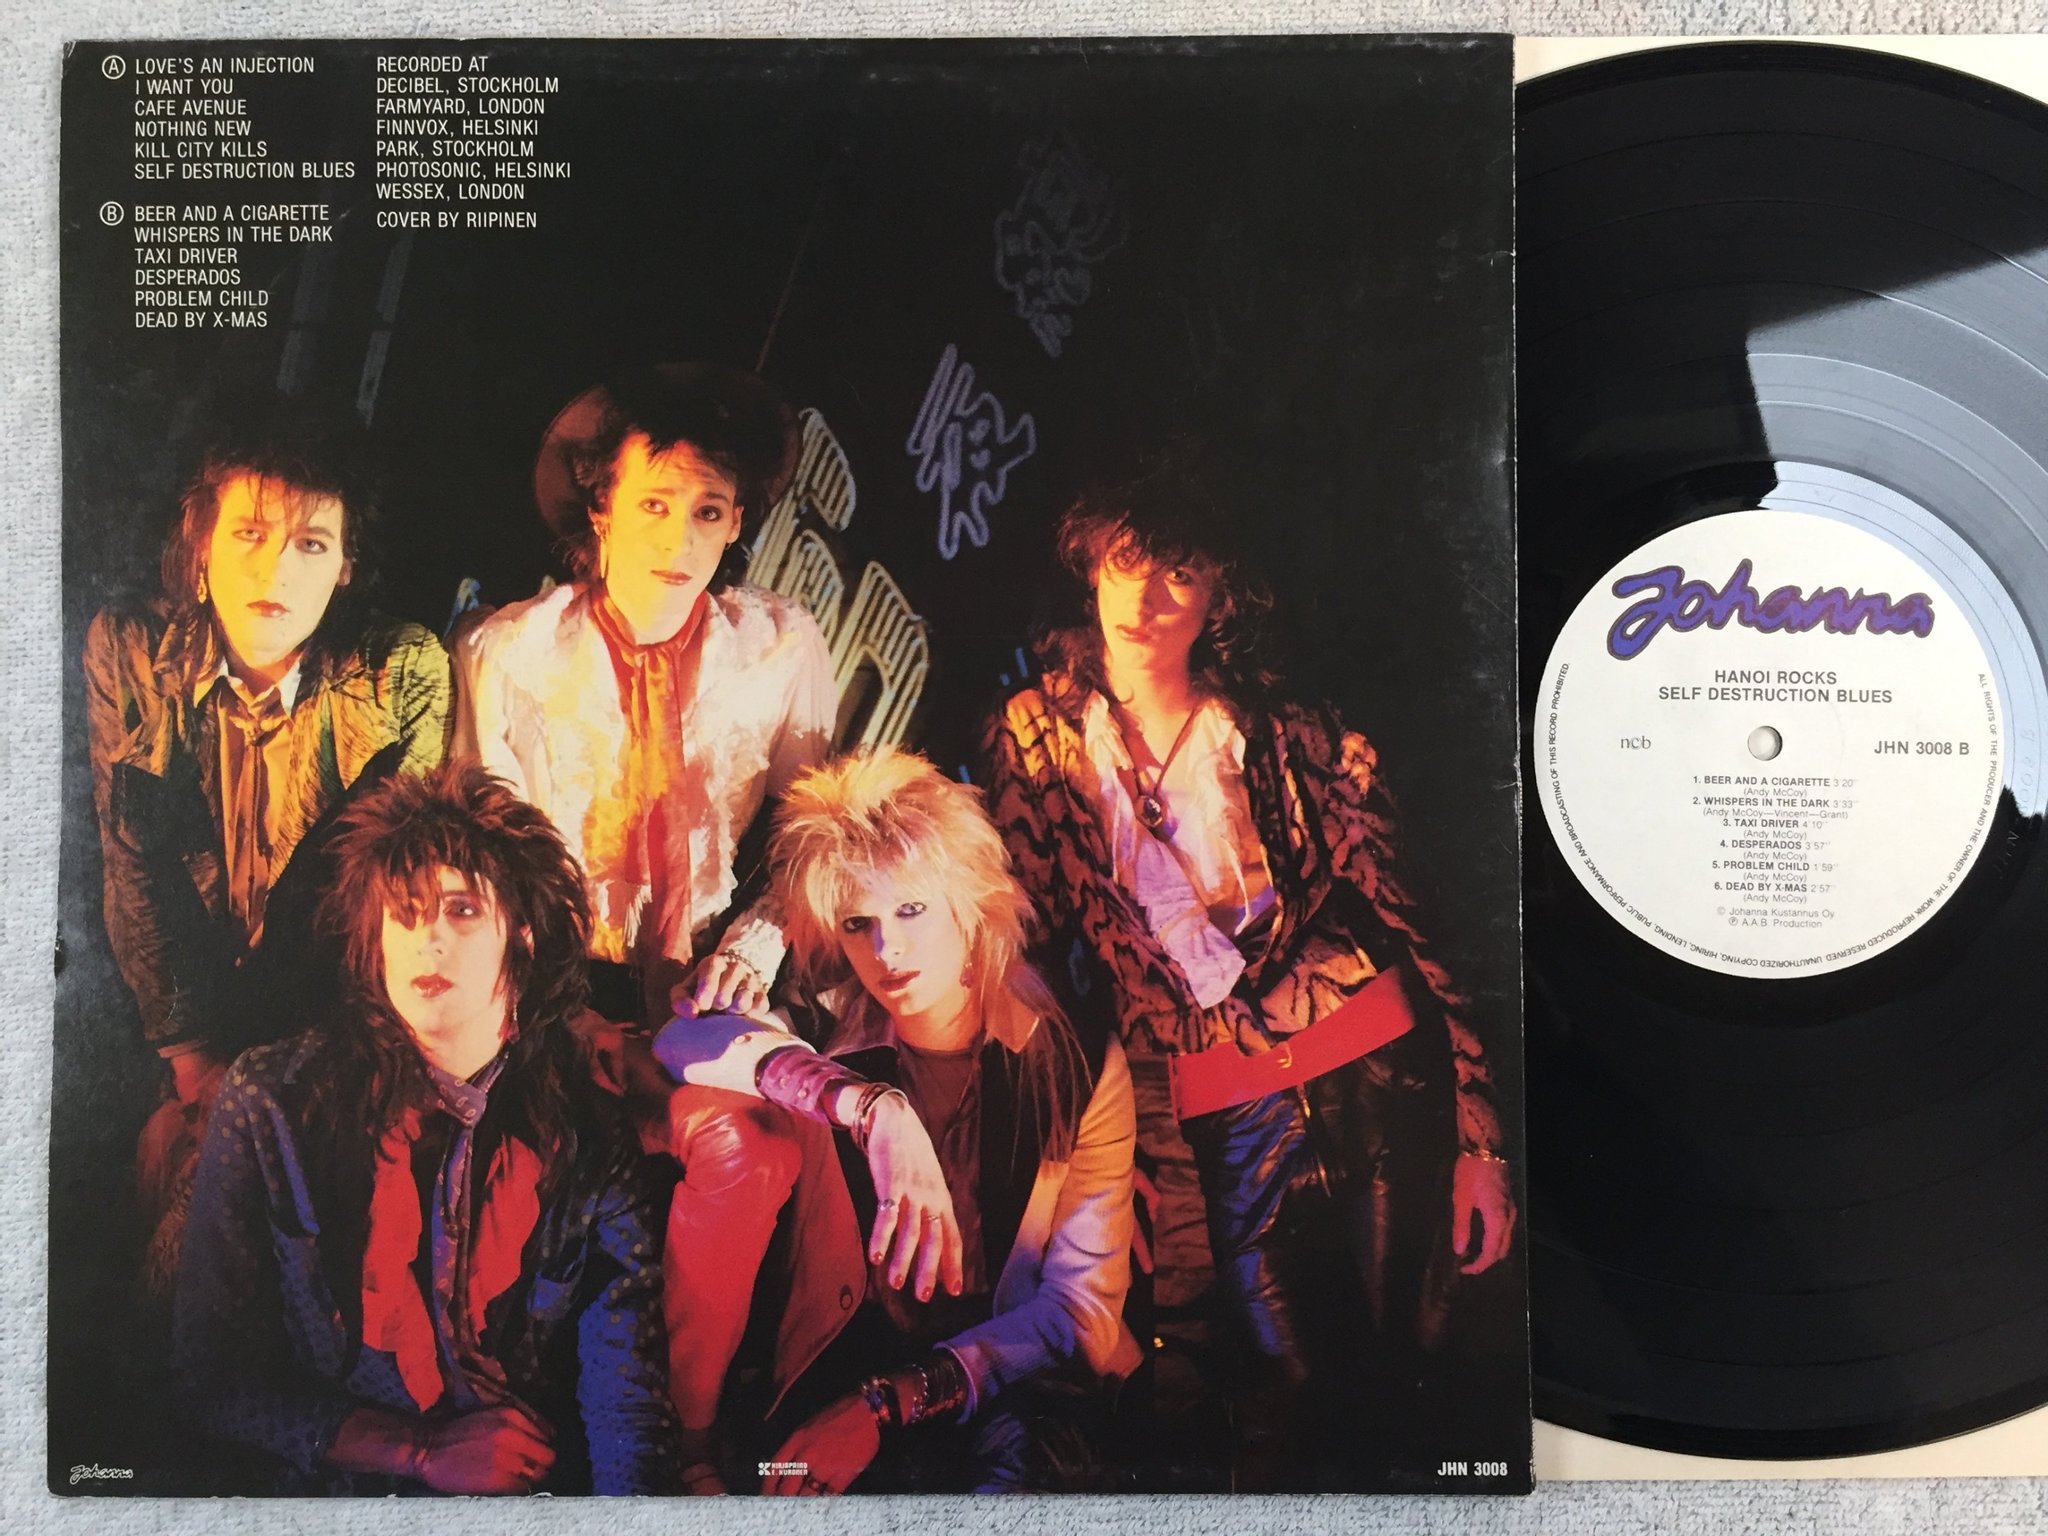 Ⓐ LOVE'S AN INJECTION
I WANT YOU
CAFE AVENUE
NOTHING NEW
KILL CITY KILLS
SELF DESTRUCTION BLUES
Ⓑ BEER AND A CIGARETTE
WHISPERS IN THE DARK
TAXI DRIVER
DESPERADOS
PROBLEM CHILD
DEAD BY X-MAS
RECORDED AT
DECIBEL, STOCKHOLM
FARMYARD, LONDON
FINNVOX, HELSINKI
PARK, STOCKHOLM
PHOTOSONIC, HELSINKI
WESSEX, LONDON
COVER BY RIIPINEN
Johanna
KIRJAPAINO
E. KURONEN
JHN 3008
Johanna
HANOI ROCKS
SELF DESTRUCTION BLUES
ncb
JHN 3008 B
1. BEER AND A CIGARETTE 3'20''
(Andy McCoy)
2. WHISPERS IN THE DARK 3'33''
(Andy McCoy—Vincent—Grant)
3. TAXI DRIVER 4'10''
(Andy McCoy)
4. DESPERADOS 3'57''
(Andy McCoy)
5. PROBLEM CHILD 1'59''
(Andy McCoy)
6. DEAD BY X-MAS 2'57''
(Andy McCoy)
© Johanna Kustannus Oy
℗ A.A.B. Production
ALL RIGHTS OF THE PRODUCER AND THE OWNER OF THE WORK REPRODUCED RESERVED. UNAUTHORIZED COPYING, HIRING, LENDING, PUBLIC PERFORMANCE AND BROADCASTING OF THIS RECORD PROHIBITED.